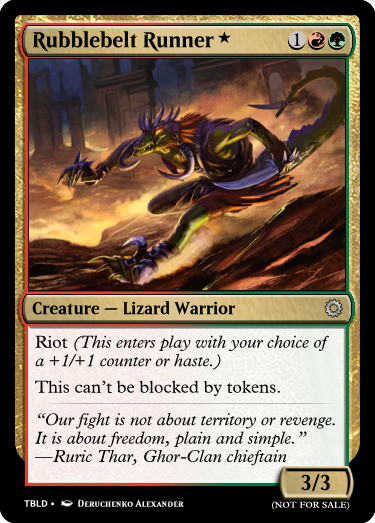 Rubblebelt Runner ★ 1
Creature — Lizard Warrior
Riot (This enters play with your choice of
a +1/+1 counter or haste.)
This can't be blocked by tokens.
“Our fight is not about territory or revenge.
It is about freedom, plain and simple.”
—Ruric Thar, Ghor-Clan chieftain
3/3
TBLD • Deruchenko Alexander (NOT FOR SALE)